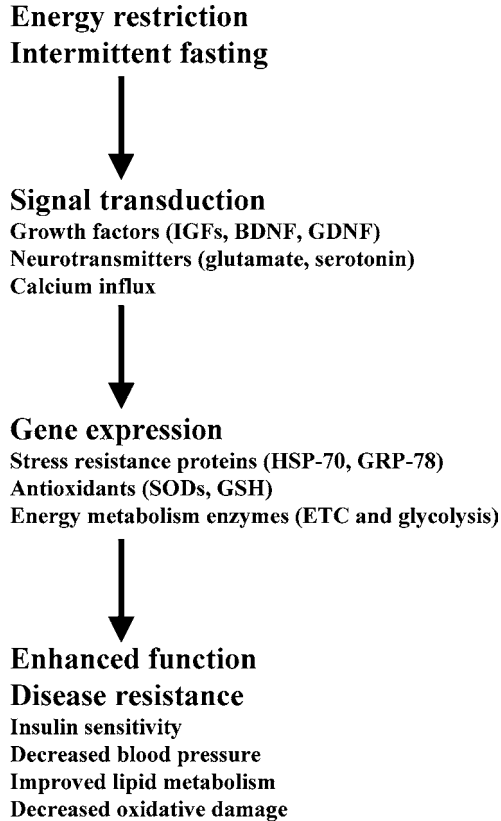 Energy restriction
Intermittent fasting
Signal transduction
Growth factors (IGFs, BDNF, GDNF)
Neurotransmitters (glutamate, serotonin)
Calcium influx
Gene expression
Stress resistance proteins (HSP-70, GRP-78)
Antioxidants (SODs, GSH)
Energy metabolism enzymes (ETC and glycolysis)
Enhanced function
Disease resistance
Insulin sensitivity
Decreased blood pressure
Improved lipid metabolism
Decreased oxidative damage